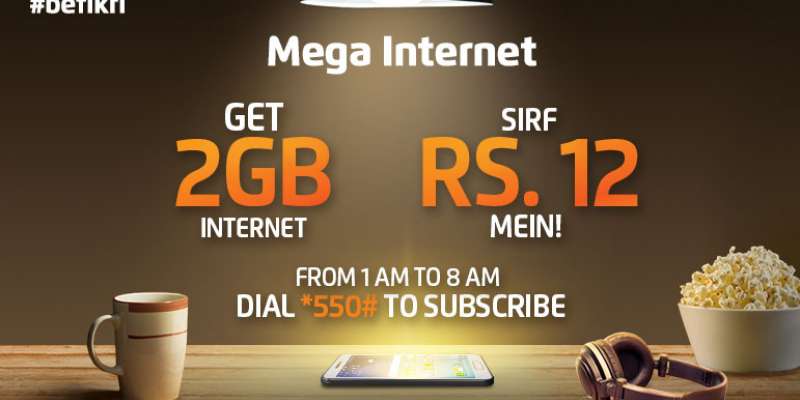 #befikri
Mega Internet
GET
2GB
INTERNET
SIRF
RS. 12
MEIN!
FROM 1 AM TO 8 AM
DIAL *550# TO SUBSCRIBE